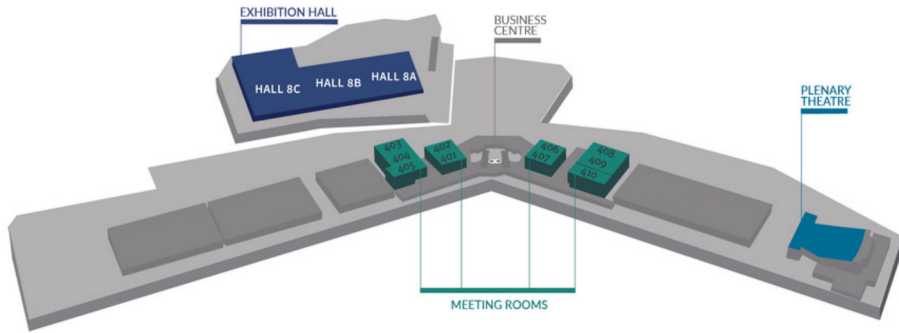 EXHIBITION HALL
BUSINESS
CENTRE
HALL 8C
HALL 8B
HALL 8A
PLENARY
THEATRE
403
404
405
402
401
406
407
408
409
410
MEETING ROOMS